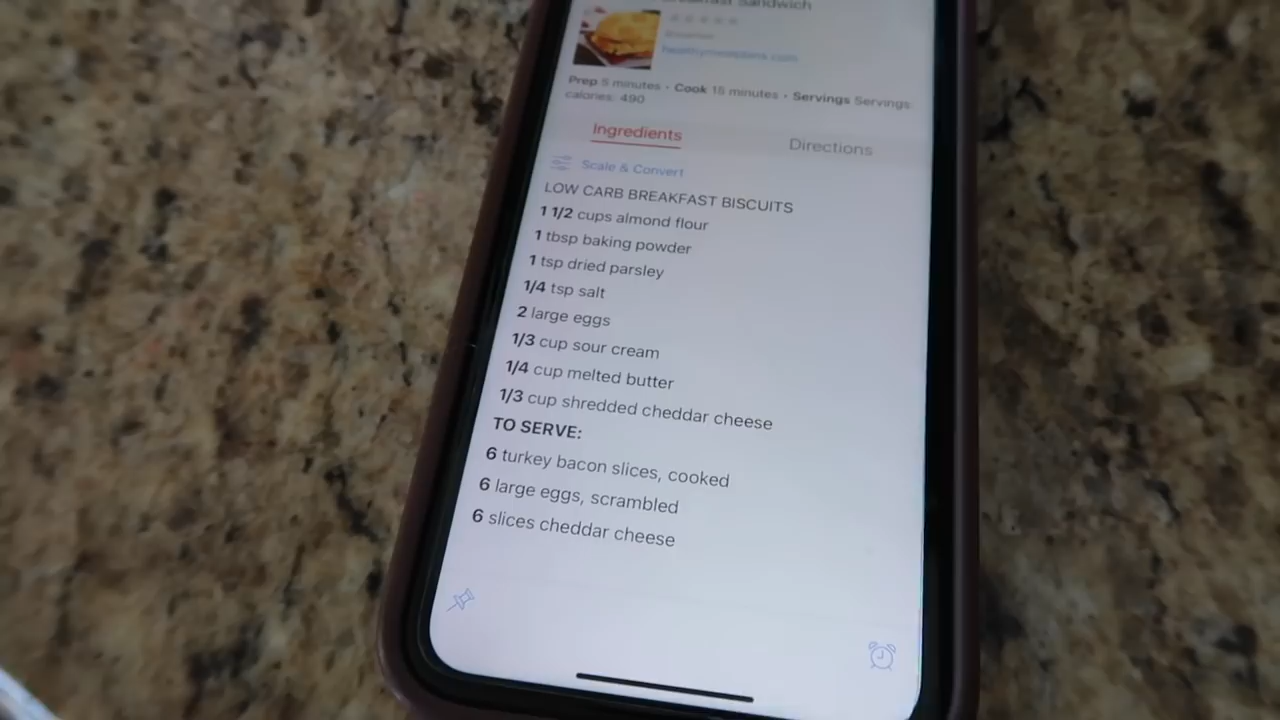 Breakfast Sandwich
Prep 5 minutes • Cook 15 minutes • Servings Servings
calories: 490
Ingredients
Directions
Scale & Convert
LOW CARB BREAKFAST BISCUITS
1 1/2 cups almond flour
1 tbsp baking powder
1 tsp dried parsley
1/4 tsp salt
2 large eggs
1/3 cup sour cream
1/4 cup melted butter
1/3 cup shredded cheddar cheese
TO SERVE:
6 turkey bacon slices, cooked
6 large eggs, scrambled
6 slices cheddar cheese